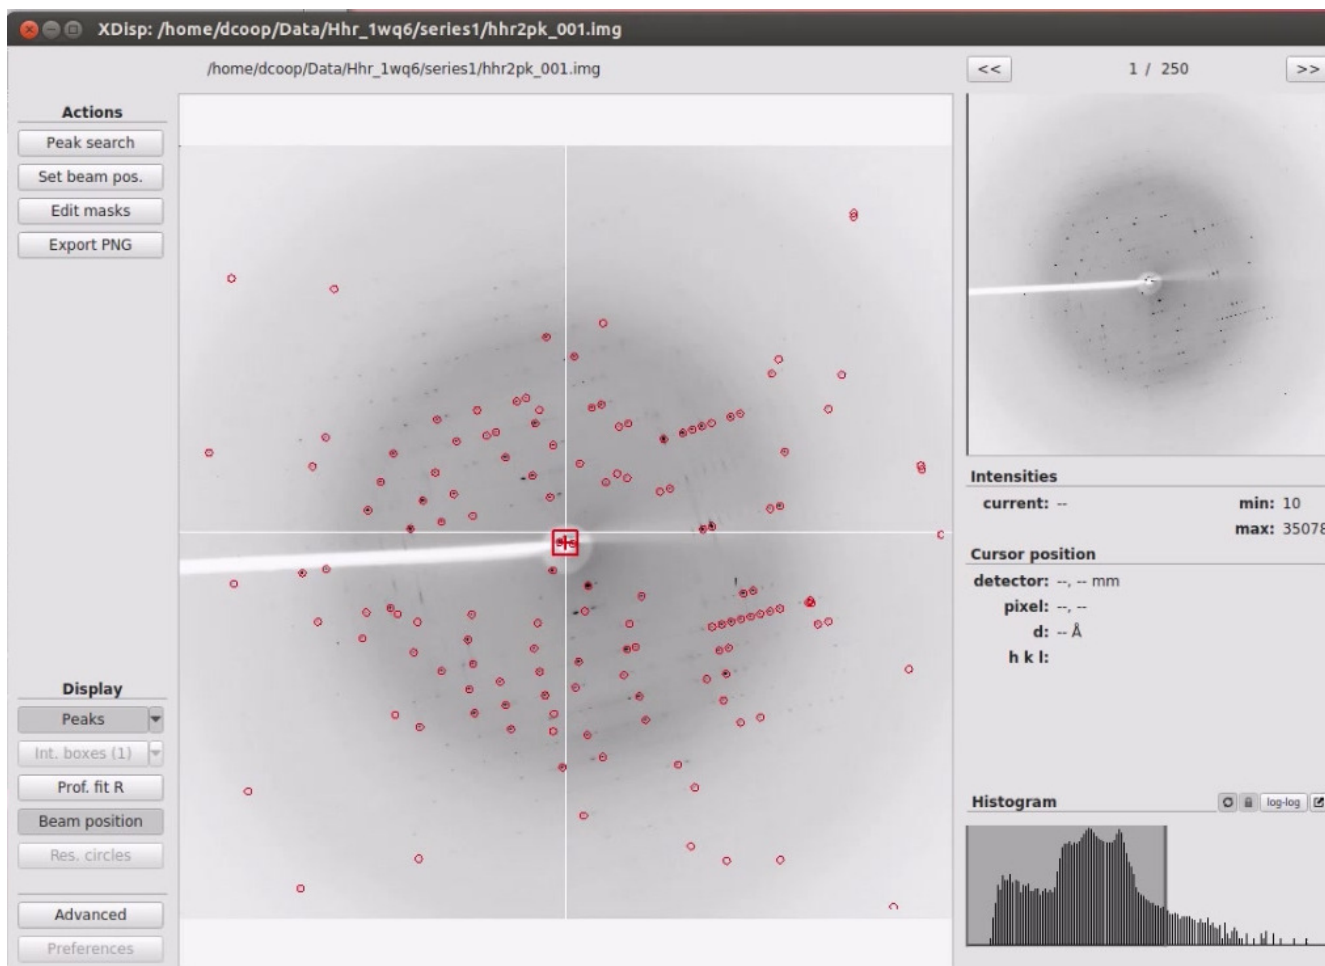 XDisp: /home/dcoop/Data/Hhr_1wq6/series1/hhr2pk_001.img
/home/dcoop/Data/Hhr_1wq6/series1/hhr2pk_001.img
<< 1 / 250 >>
Actions
Peak search
Set beam pos.
Edit masks
Export PNG
Display
Peaks
Int. boxes (1)
Prof. fit R
Beam position
Res. circles
Advanced
Preferences
Intensities
current: -- min: 10
max: 35078
Cursor position
detector: --, -- mm
pixel: --, --
d: -- Å
h k l:
Histogram log-log